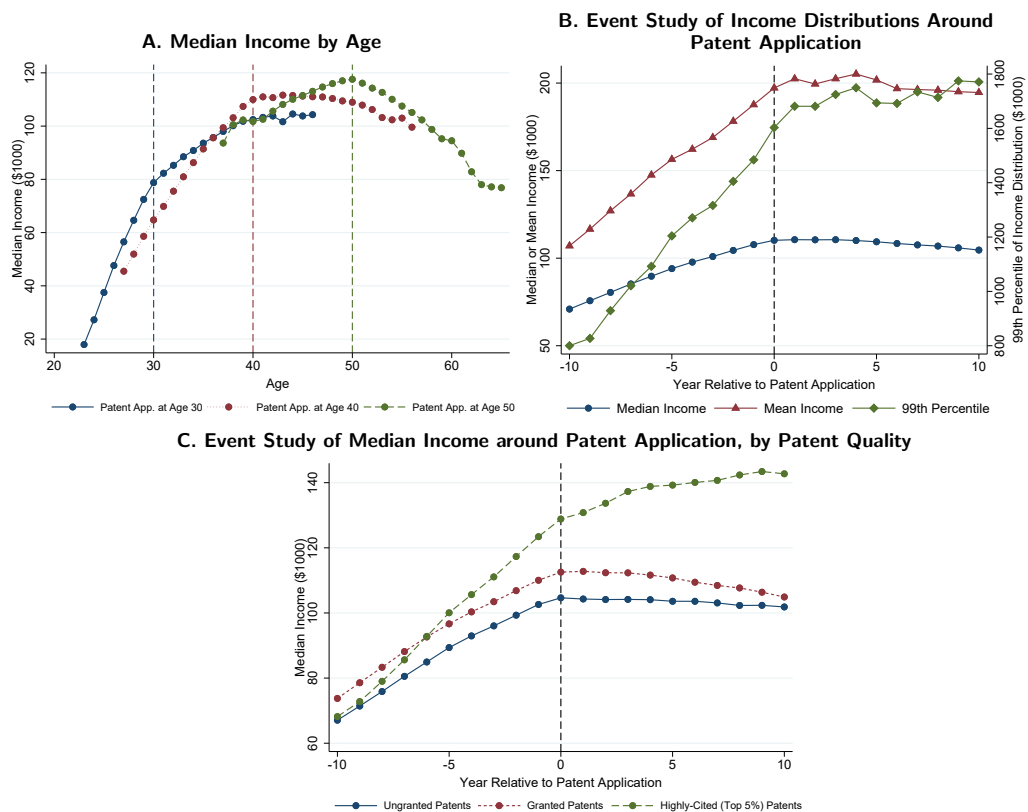 A. Median Income by Age
Median Income ($1000)
120
100
80
60
40
20
20
30
40
50
60
Age
Patent App. at Age 30
Patent App. at Age 40
Patent App. at Age 50
B. Event Study of Income Distributions Around
Patent Application
Median or Mean Income ($1000)
200
150
100
50
99th Percentile of Income Distribution ($1000)
1800
1600
1400
1200
1000
800
-10
-5
0
5
10
Year Relative to Patent Application
Median Income
Mean Income
99th Percentile
C. Event Study of Median Income around Patent Application, by Patent Quality
Median Income ($1000)
140
120
100
80
60
-10
-5
0
5
10
Year Relative to Patent Application
Ungranted Patents
Granted Patents
Highly-Cited (Top 5%) Patents